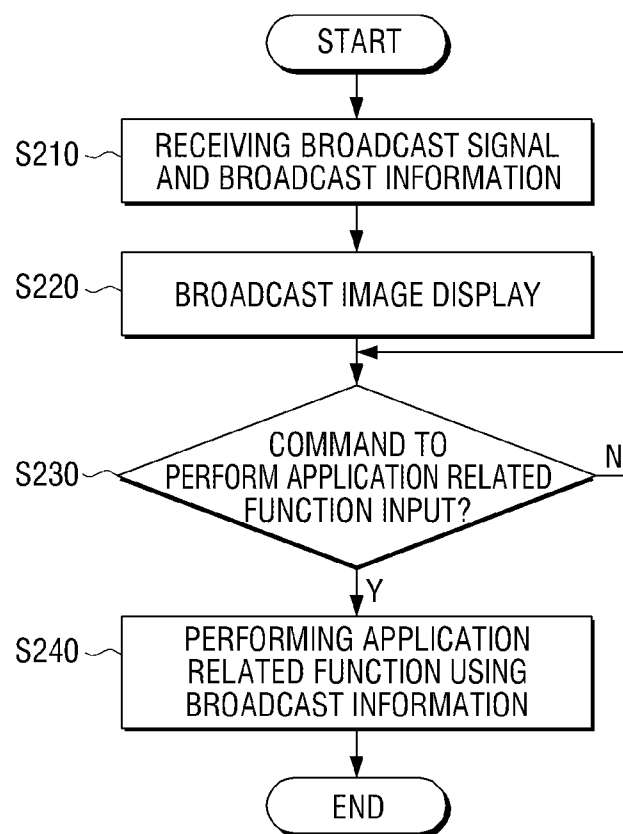 START
S210
RECEIVING BROADCAST SIGNAL
AND BROADCAST INFORMATION
S220
BROADCAST IMAGE DISPLAY
S230
COMMAND TO
PERFORM APPLICATION RELATED
FUNCTION INPUT?
N
Y
S240
PERFORMING APPLICATION
RELATED FUNCTION USING
BROADCAST INFORMATION
END